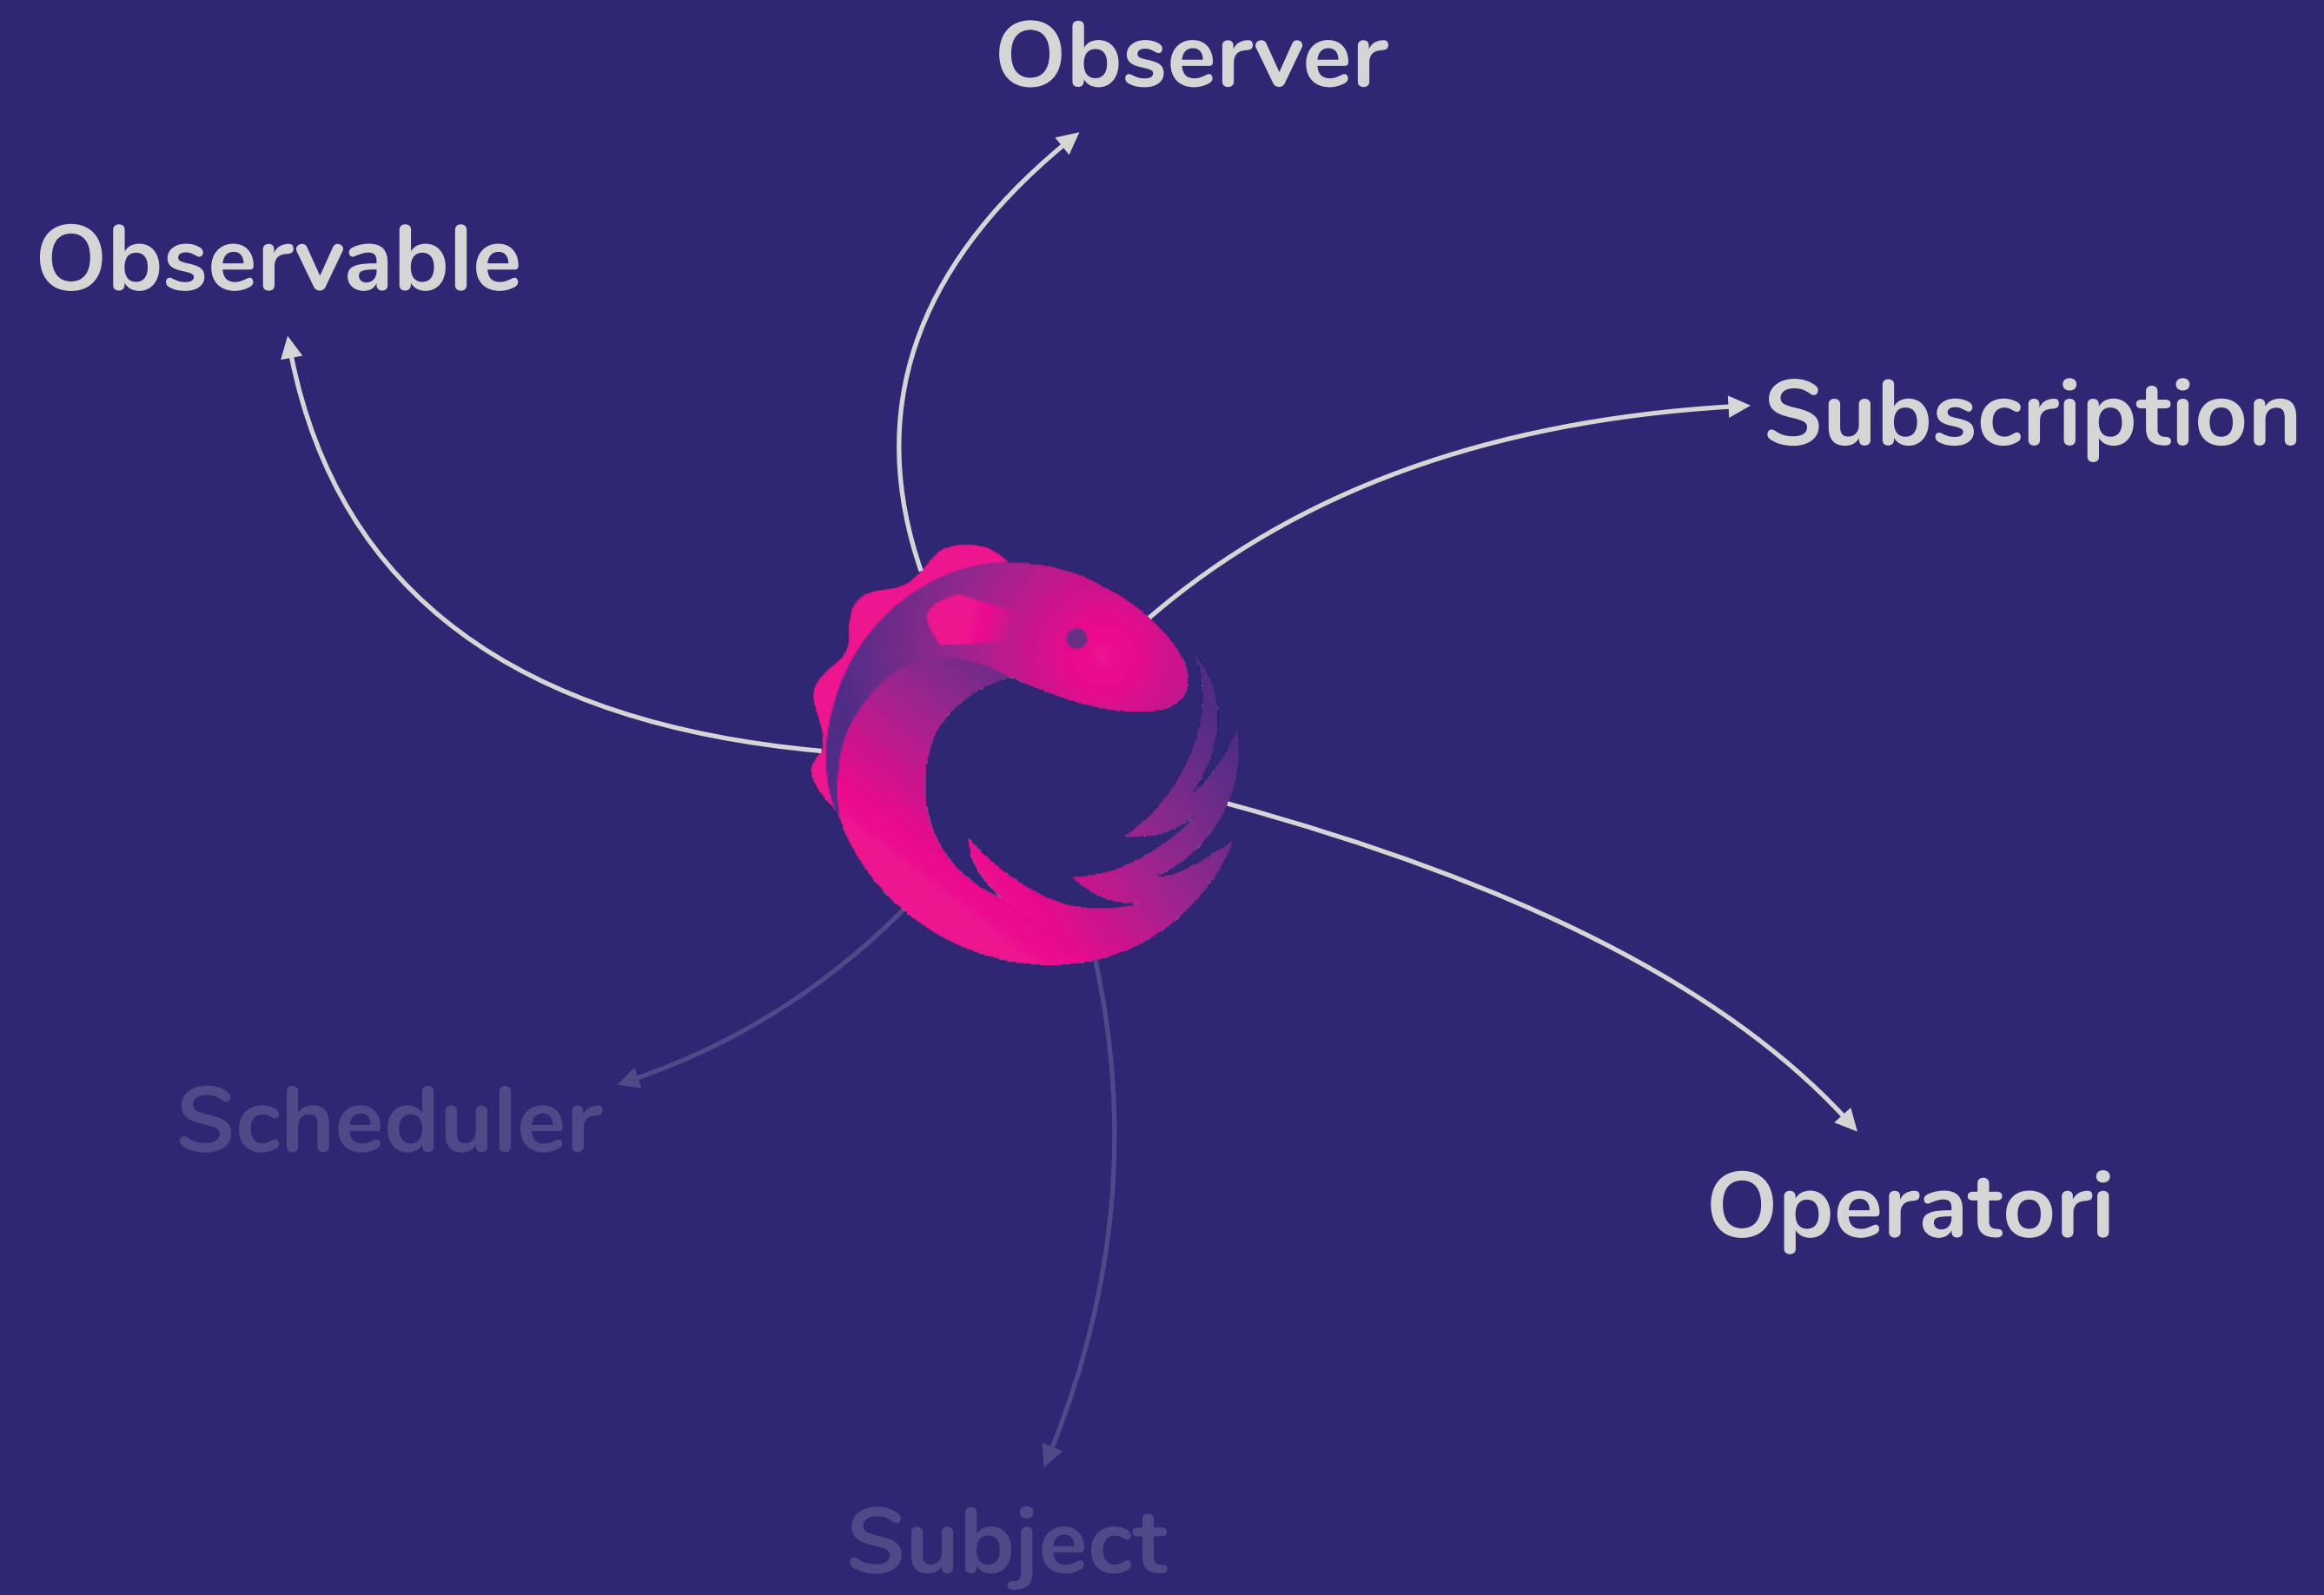 Observer
Observable
Subscription
Scheduler
Operatori
Subject